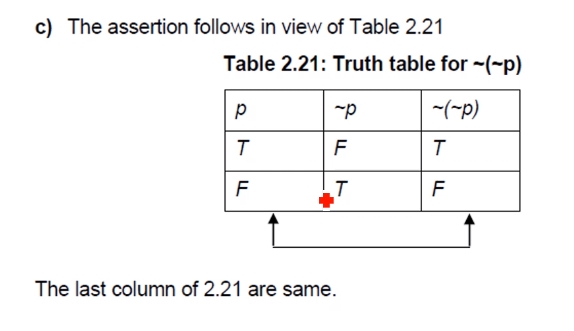 c) The assertion follows in view of Table 2.21
Table 2.21: Truth table for ~(~p)
p ~p ~(~p)
T F T
F T F
The last column of 2.21 are same.